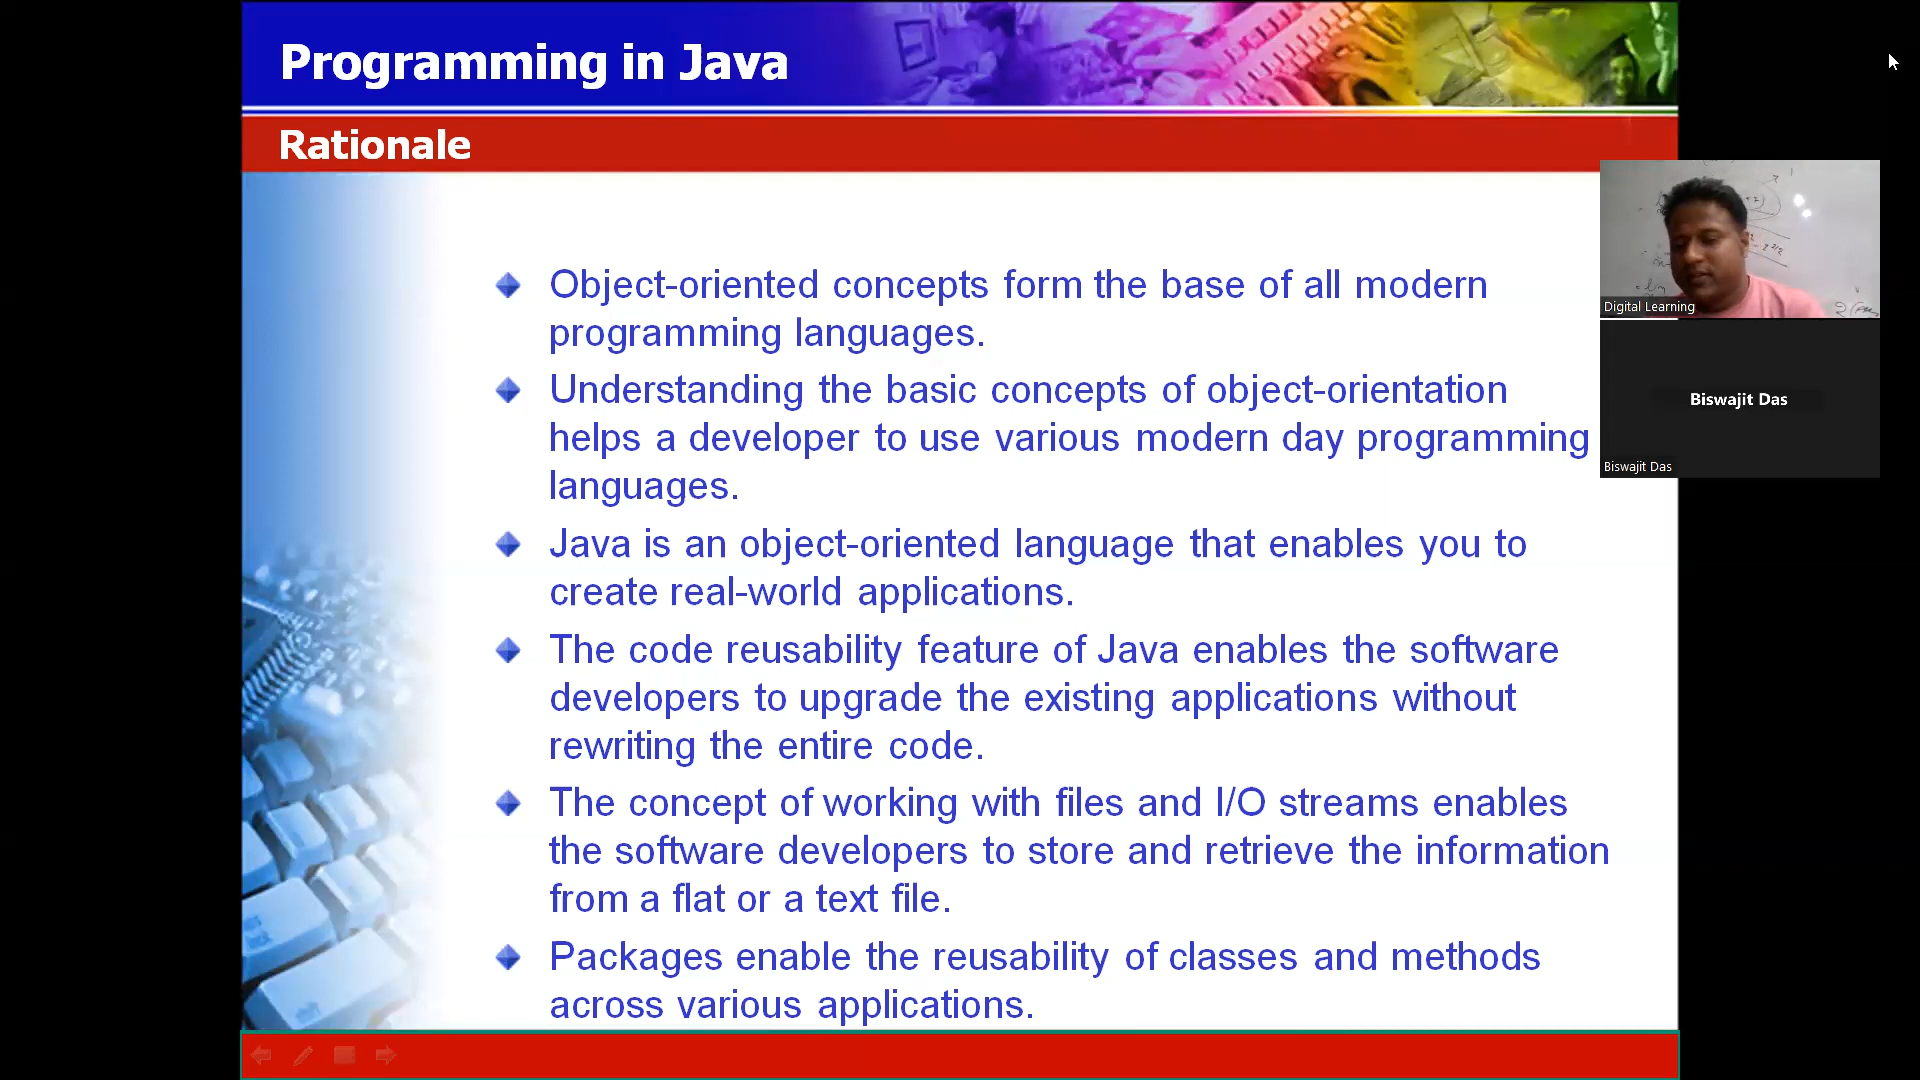 Programming in Java
Rationale
Object-oriented concepts form the base of all modern
programming languages.
Understanding the basic concepts of object-orientation
helps a developer to use various modern day programming
languages.
Java is an object-oriented language that enables you to
create real-world applications.
The code reusability feature of Java enables the software
developers to upgrade the existing applications without
rewriting the entire code.
The concept of working with files and I/O streams enables
the software developers to store and retrieve the information
from a flat or a text file.
Packages enable the reusability of classes and methods
across various applications.
Digital Learning
Biswajit Das
Biswajit Das